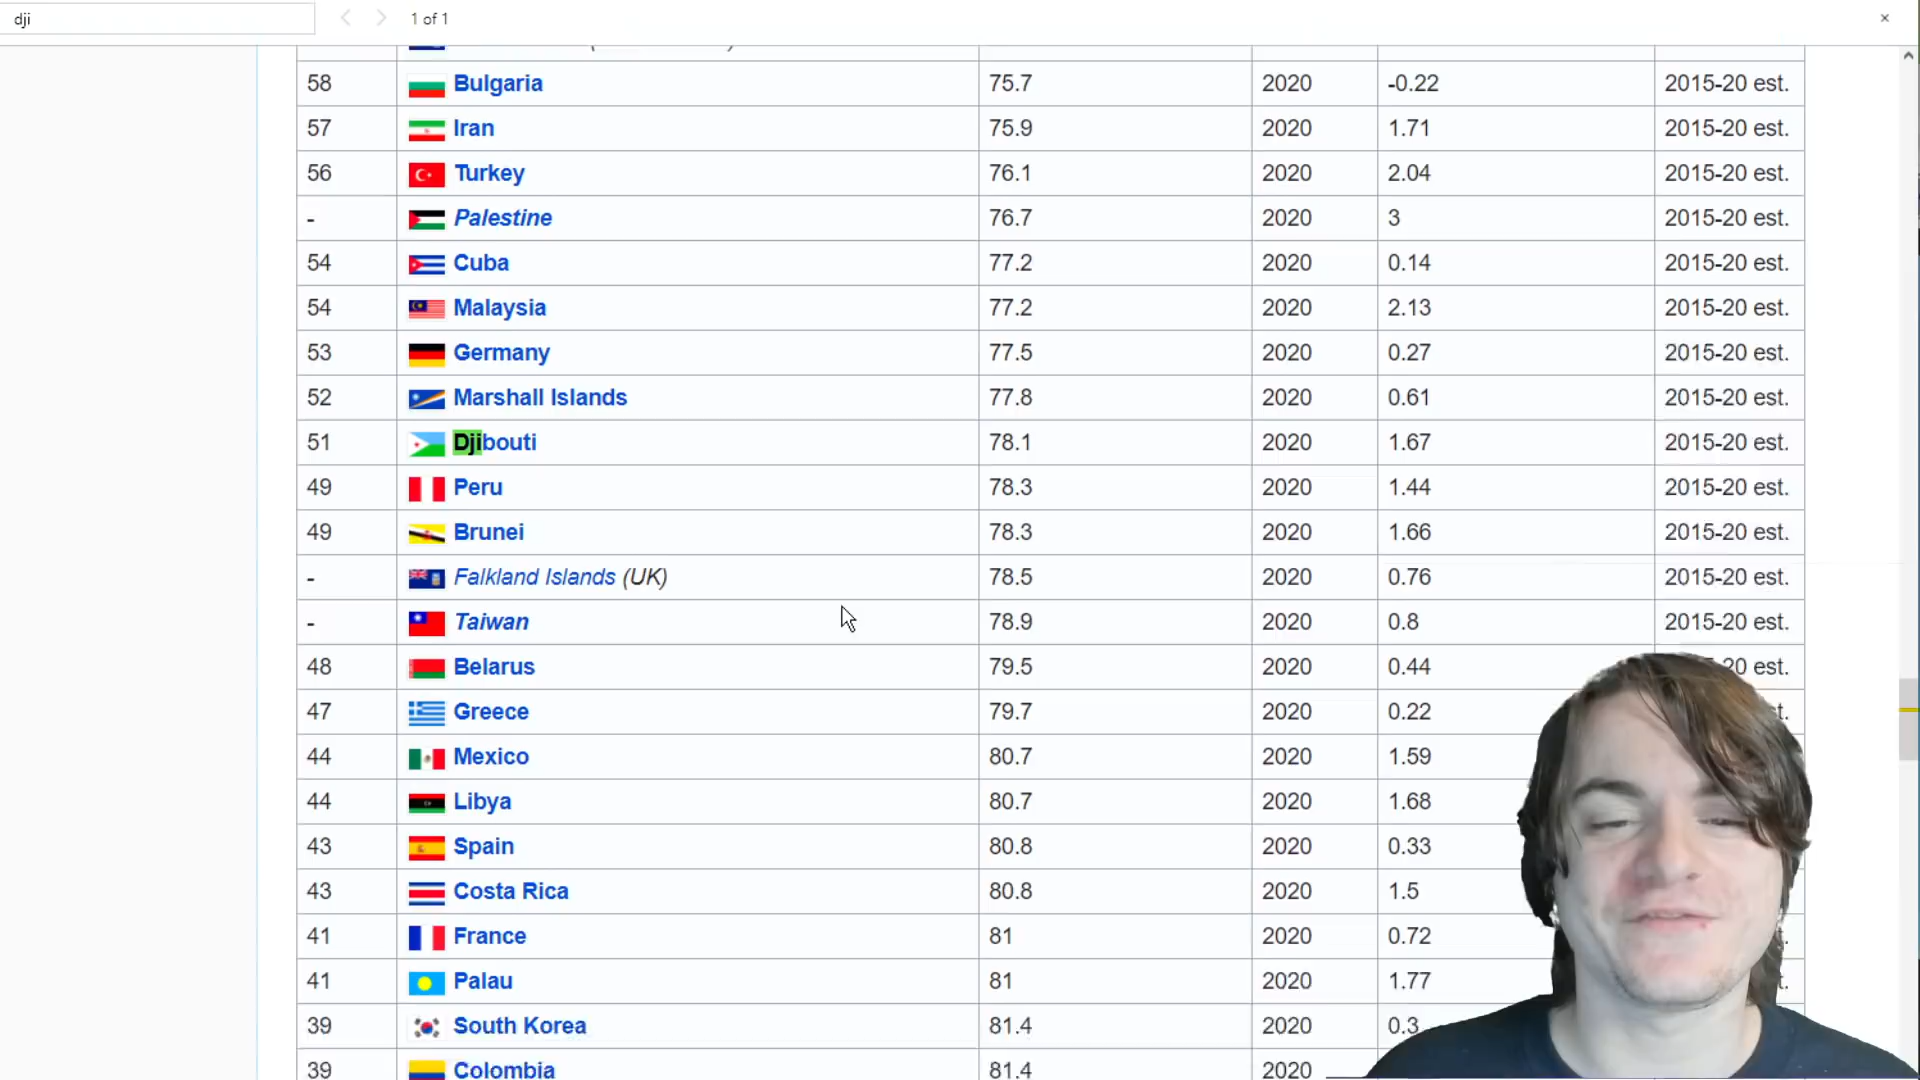 dji
1 of 1
58 Bulgaria 75.7 2020 -0.22 2015-20 est.
57 Iran 75.9 2020 1.71 2015-20 est.
56 Turkey 76.1 2020 2.04 2015-20 est.
- Palestine 76.7 2020 3 2015-20 est.
54 Cuba 77.2 2020 0.14 2015-20 est.
54 Malaysia 77.2 2020 2.13 2015-20 est.
53 Germany 77.5 2020 0.27 2015-20 est.
52 Marshall Islands 77.8 2020 0.61 2015-20 est.
51 Djibouti 78.1 2020 1.67 2015-20 est.
49 Peru 78.3 2020 1.44 2015-20 est.
49 Brunei 78.3 2020 1.66 2015-20 est.
- Falkland Islands (UK) 78.5 2020 0.76 2015-20 est.
- Taiwan 78.9 2020 0.8 2015-20 est.
48 Belarus 79.5 2020 0.44 20 est.
47 Greece 79.7 2020 0.22
44 Mexico 80.7 2020 1.59
44 Libya 80.7 2020 1.68
43 Spain 80.8 2020 0.33
43 Costa Rica 80.8 2020 1.5
41 France 81 2020 0.72
41 Palau 81 2020 1.77
39 South Korea 81.4 2020 0.3
39 Colombia 81.4 2020